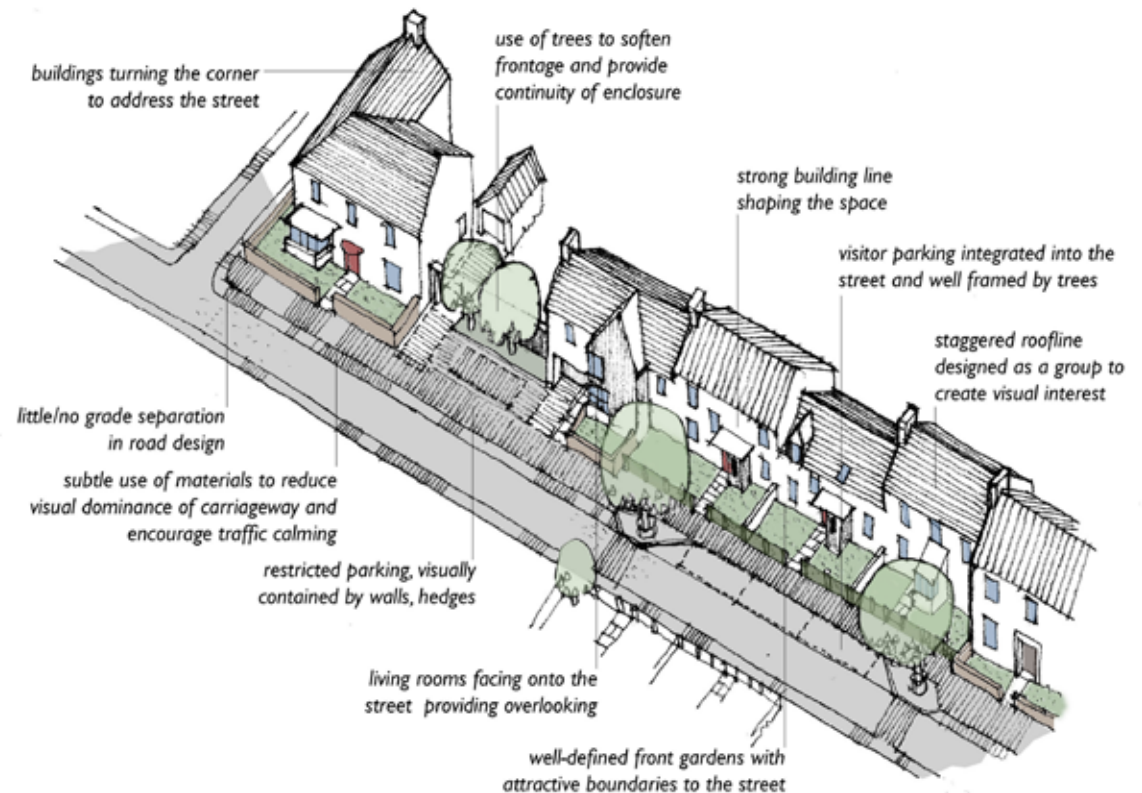 buildings turning the corner
to address the street
use of trees to soften
frontage and provide
continuity of enclosure
strong building line
shaping the space
visitor parking integrated into the
street and well framed by trees
staggered roofline
designed as a group to
create visual interest
little/no grade separation
in road design
subtle use of materials to reduce
visual dominance of carriageway and
encourage traffic calming
restricted parking, visually
contained by walls, hedges
living rooms facing onto the
street providing overlooking
well-defined front gardens with
attractive boundaries to the street